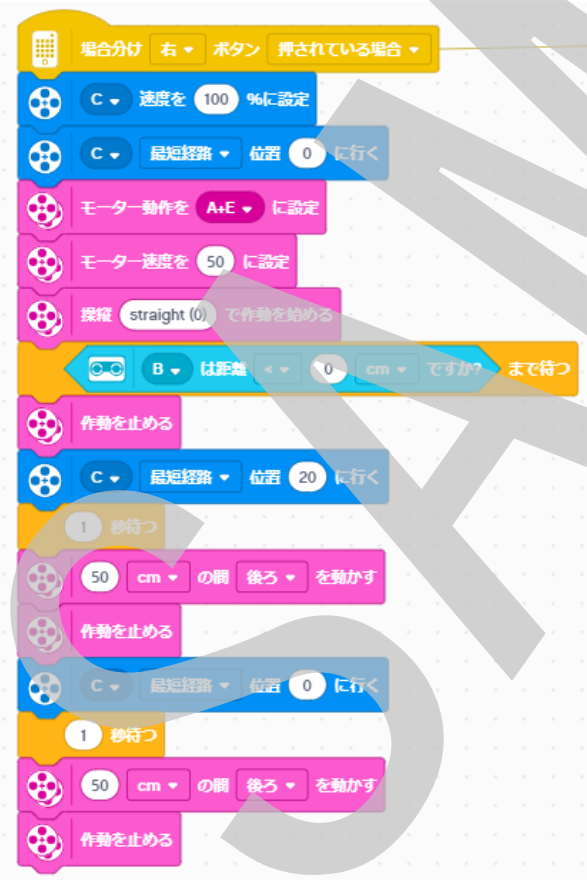 場合分け 右 ボタン 押されている場合
C 速度を 100 %に設定
C 最短経路 位置 0 に行く
モーター動作を A+E に設定
モーター速度を 50 に設定
操縦 straight (0) で作動を始める
B は距離 < 0 cm ですか? まで待つ
作動を止める
C 最短経路 位置 20 に行く
1 秒待つ
50 cm の間 後ろ を動かす
作動を止める
C 最短経路 位置 0 に行く
1 秒待つ
50 cm の間 後ろ を動かす
作動を止める